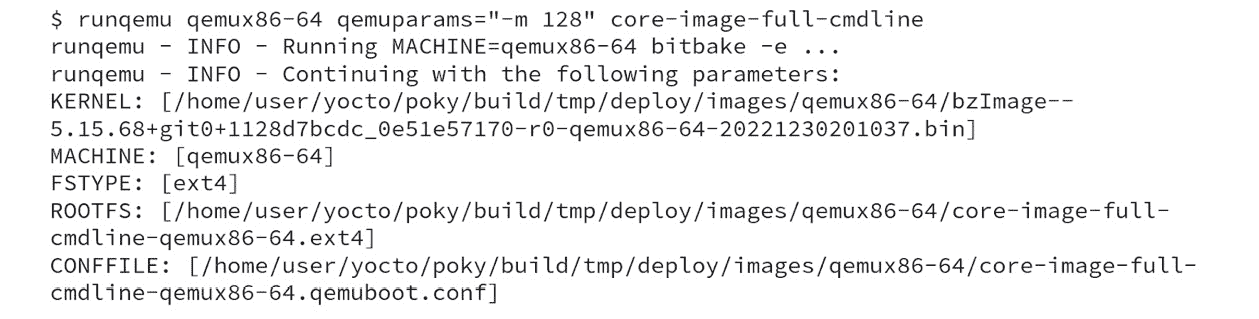 $ runqemu qemux86-64 qemuparams="-m 128" core-image-full-cmdline
runqemu - INFO - Running MACHINE=qemux86-64 bitbake -e ...
runqemu - INFO - Continuing with the following parameters:
KERNEL: [/home/user/yocto/poky/build/tmp/deploy/images/qemux86-64/bzImage--
5.15.68+git0+1128d7bcdc_0e51e57170-r0-qemux86-64-20221230201037.bin]
MACHINE: [qemux86-64]
FSTYPE: [ext4]
ROOTFS: [/home/user/yocto/poky/build/tmp/deploy/images/qemux86-64/core-image-full-
cmdline-qemux86-64.ext4]
CONFFILE: [/home/user/yocto/poky/build/tmp/deploy/images/qemux86-64/core-image-full-
cmdline-qemux86-64.qemuboot.conf]